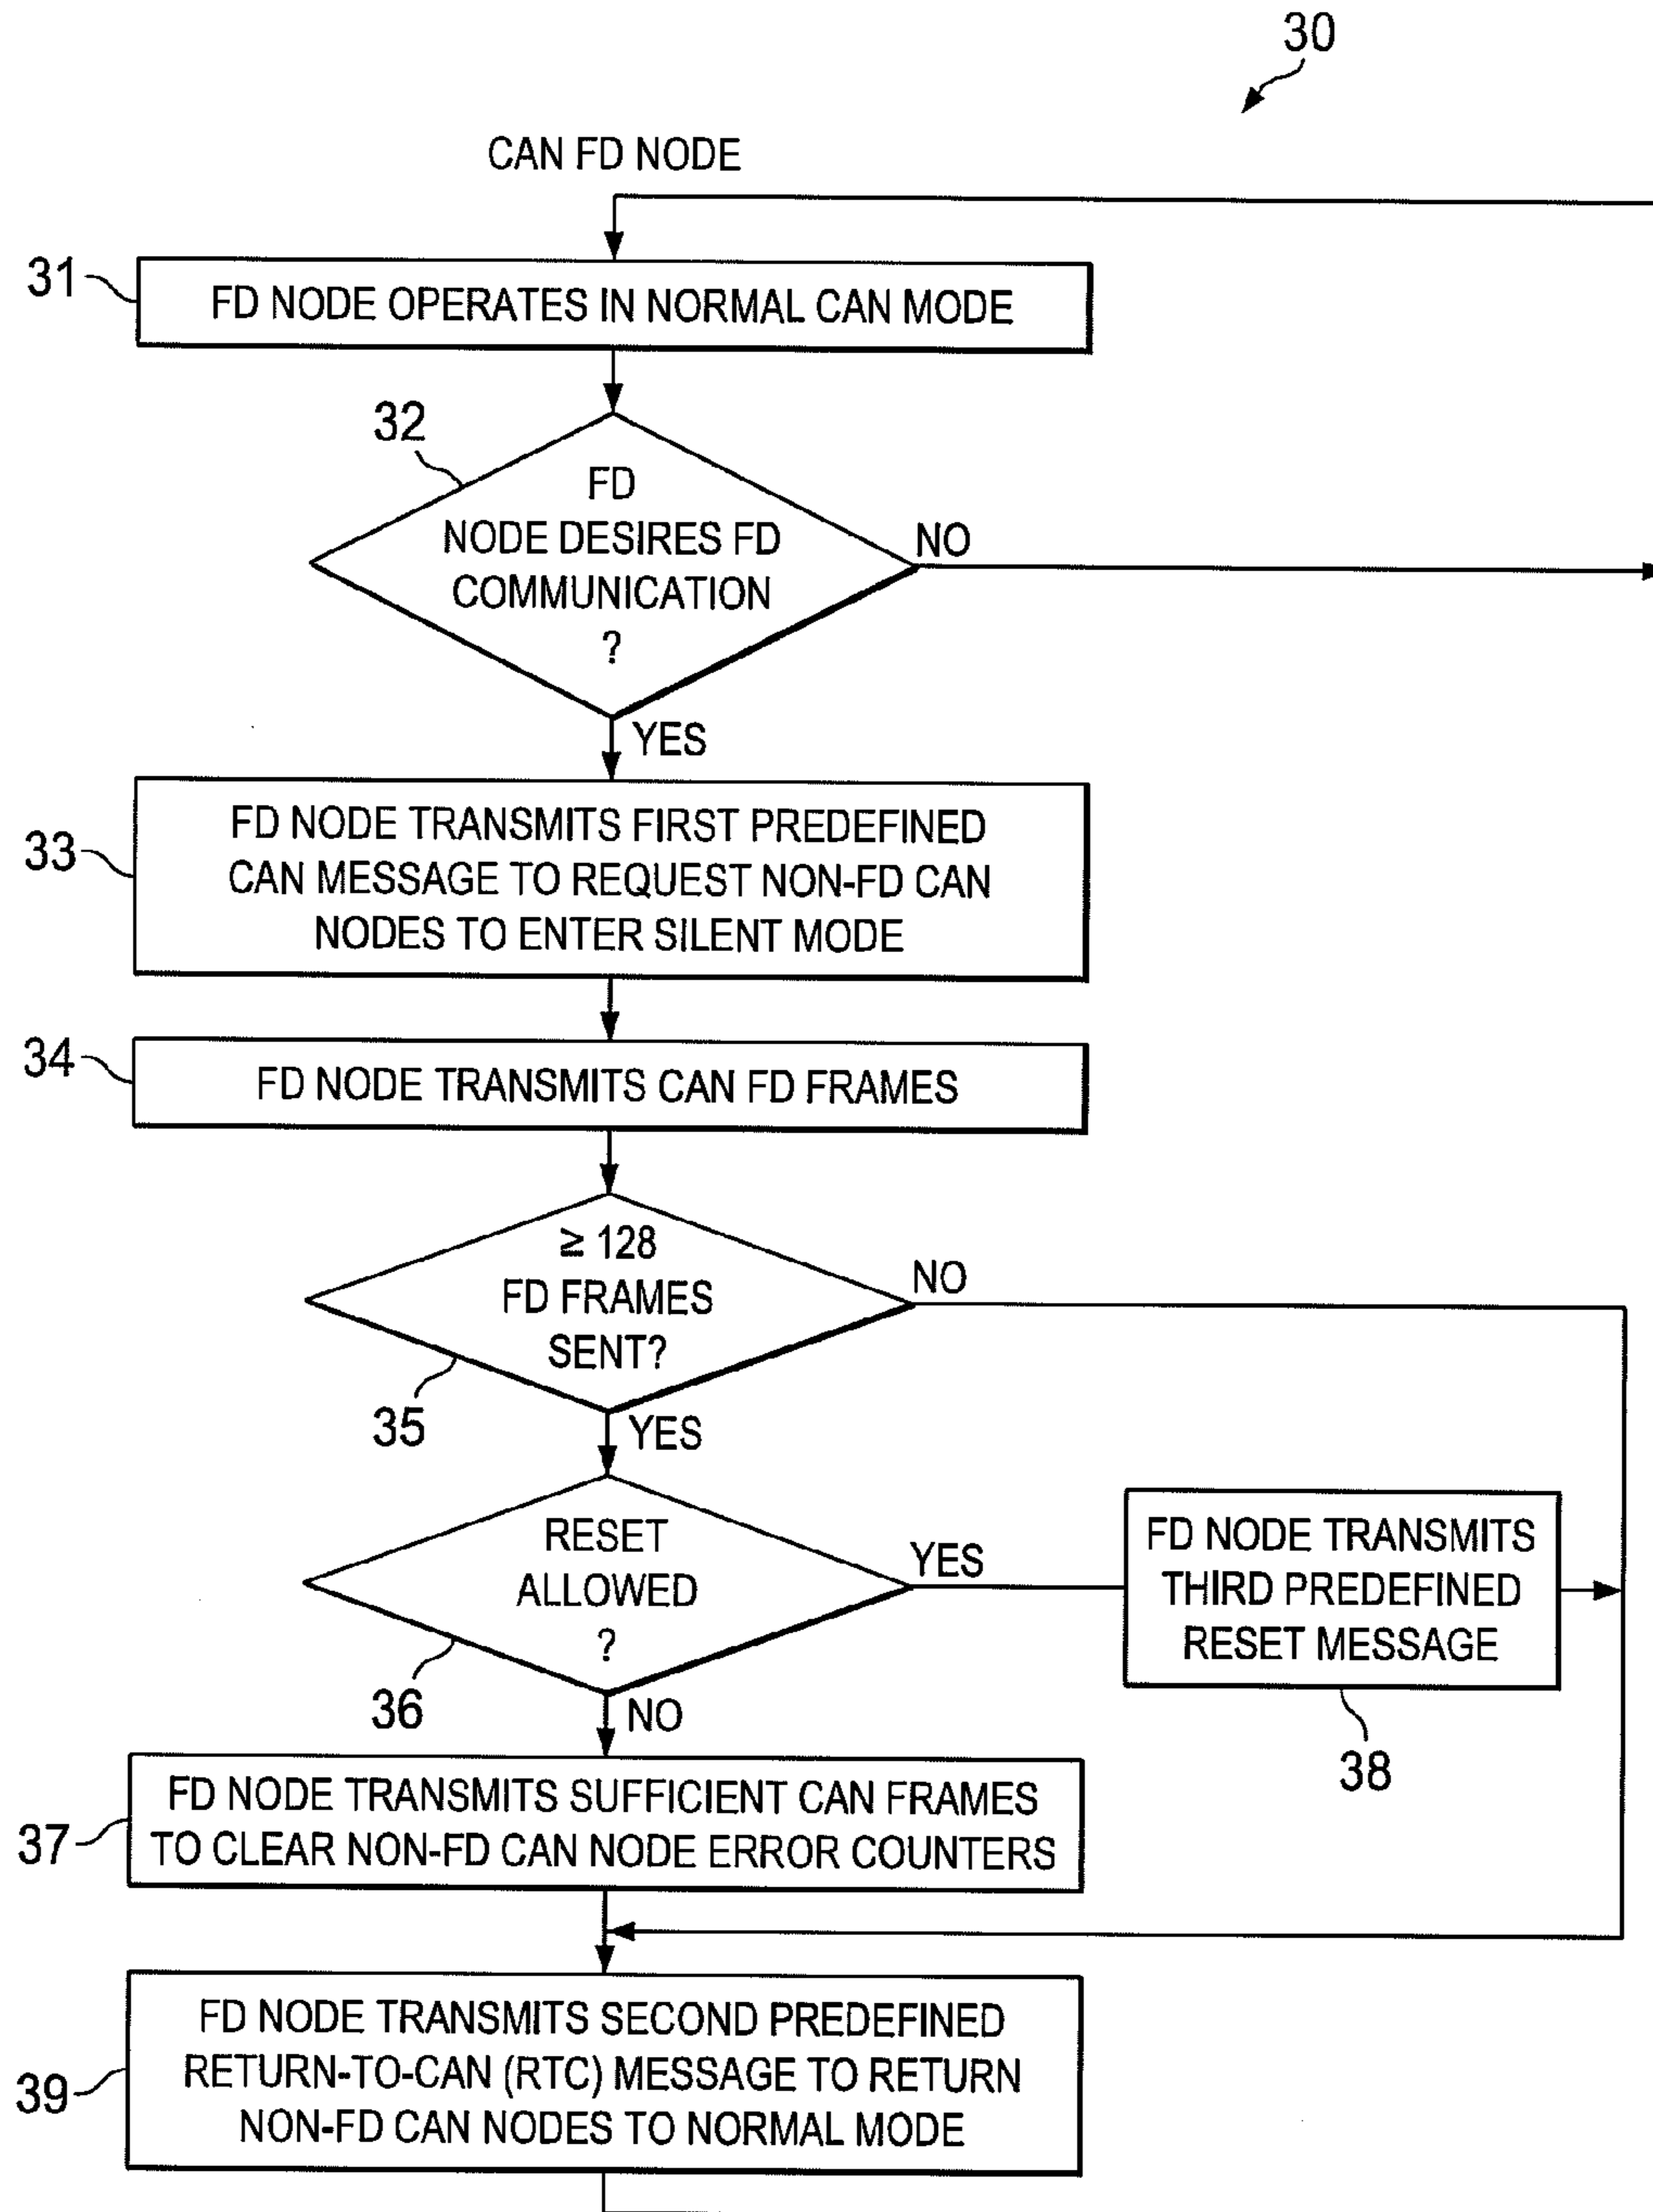 30
CAN FD NODE
31
FD NODE OPERATES IN NORMAL CAN MODE
32
FD
NODE DESIRES FD
COMMUNICATION
?
NO
YES
33
FD NODE TRANSMITS FIRST PREDEFINED
CAN MESSAGE TO REQUEST NON-FD CAN
NODES TO ENTER SILENT MODE
34
FD NODE TRANSMITS CAN FD FRAMES
≥ 128
FD FRAMES
SENT?
NO
35
YES
RESET
ALLOWED
?
YES
36
NO
FD NODE TRANSMITS
THIRD PREDEFINED
RESET MESSAGE
38
37
FD NODE TRANSMITS SUFFICIENT CAN FRAMES
TO CLEAR NON-FD CAN NODE ERROR COUNTERS
39
FD NODE TRANSMITS SECOND PREDEFINED
RETURN-TO-CAN (RTC) MESSAGE TO RETURN
NON-FD CAN NODES TO NORMAL MODE